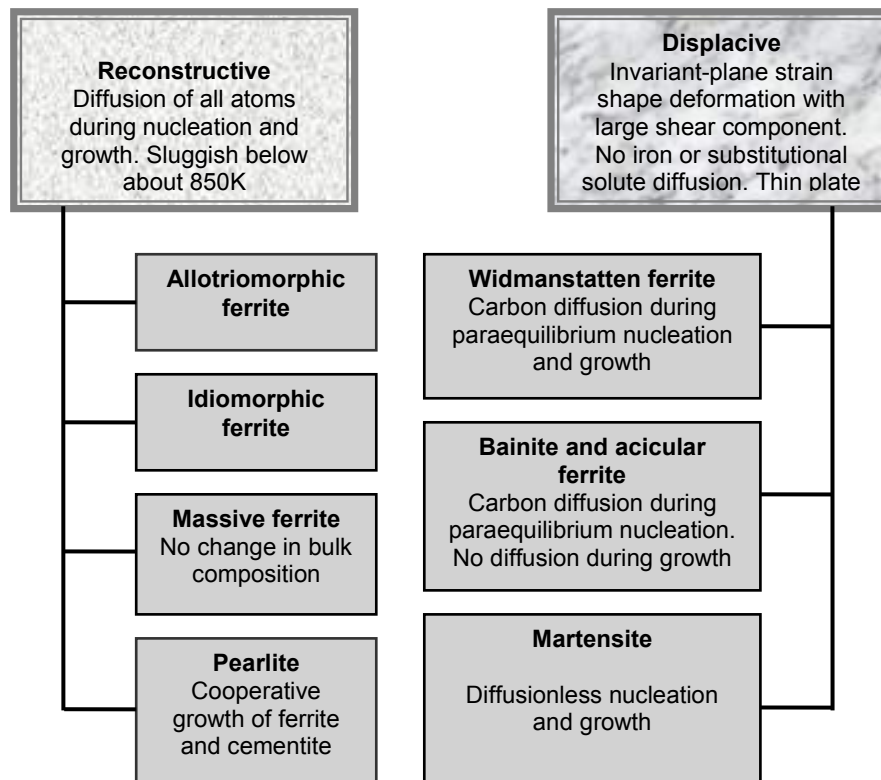 Reconstructive
Diffusion of all atoms
during nucleation and
growth. Sluggish below
about 850K
Displacive
Invariant-plane strain
shape deformation with
large shear component.
No iron or substitutional
solute diffusion. Thin plate
Allotriomorphic
ferrite
Idiomorphic
ferrite
Massive ferrite
No change in bulk
composition
Pearlite
Cooperative
growth of ferrite
and cementite
Widmanstatten ferrite
Carbon diffusion during
paraequilibrium nucleation
and growth
Bainite and acicular
ferrite
Carbon diffusion during
paraequilibrium nucleation.
No diffusion during growth
Martensite
Diffusionless nucleation
and growth